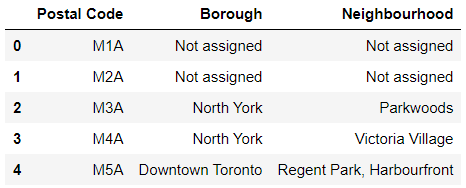 Postal Code Borough Neighbourhood
0 M1A Not assigned Not assigned
1 M2A Not assigned Not assigned
2 M3A North York Parkwoods
3 M4A North York Victoria Village
4 M5A Downtown Toronto Regent Park, Harbourfront